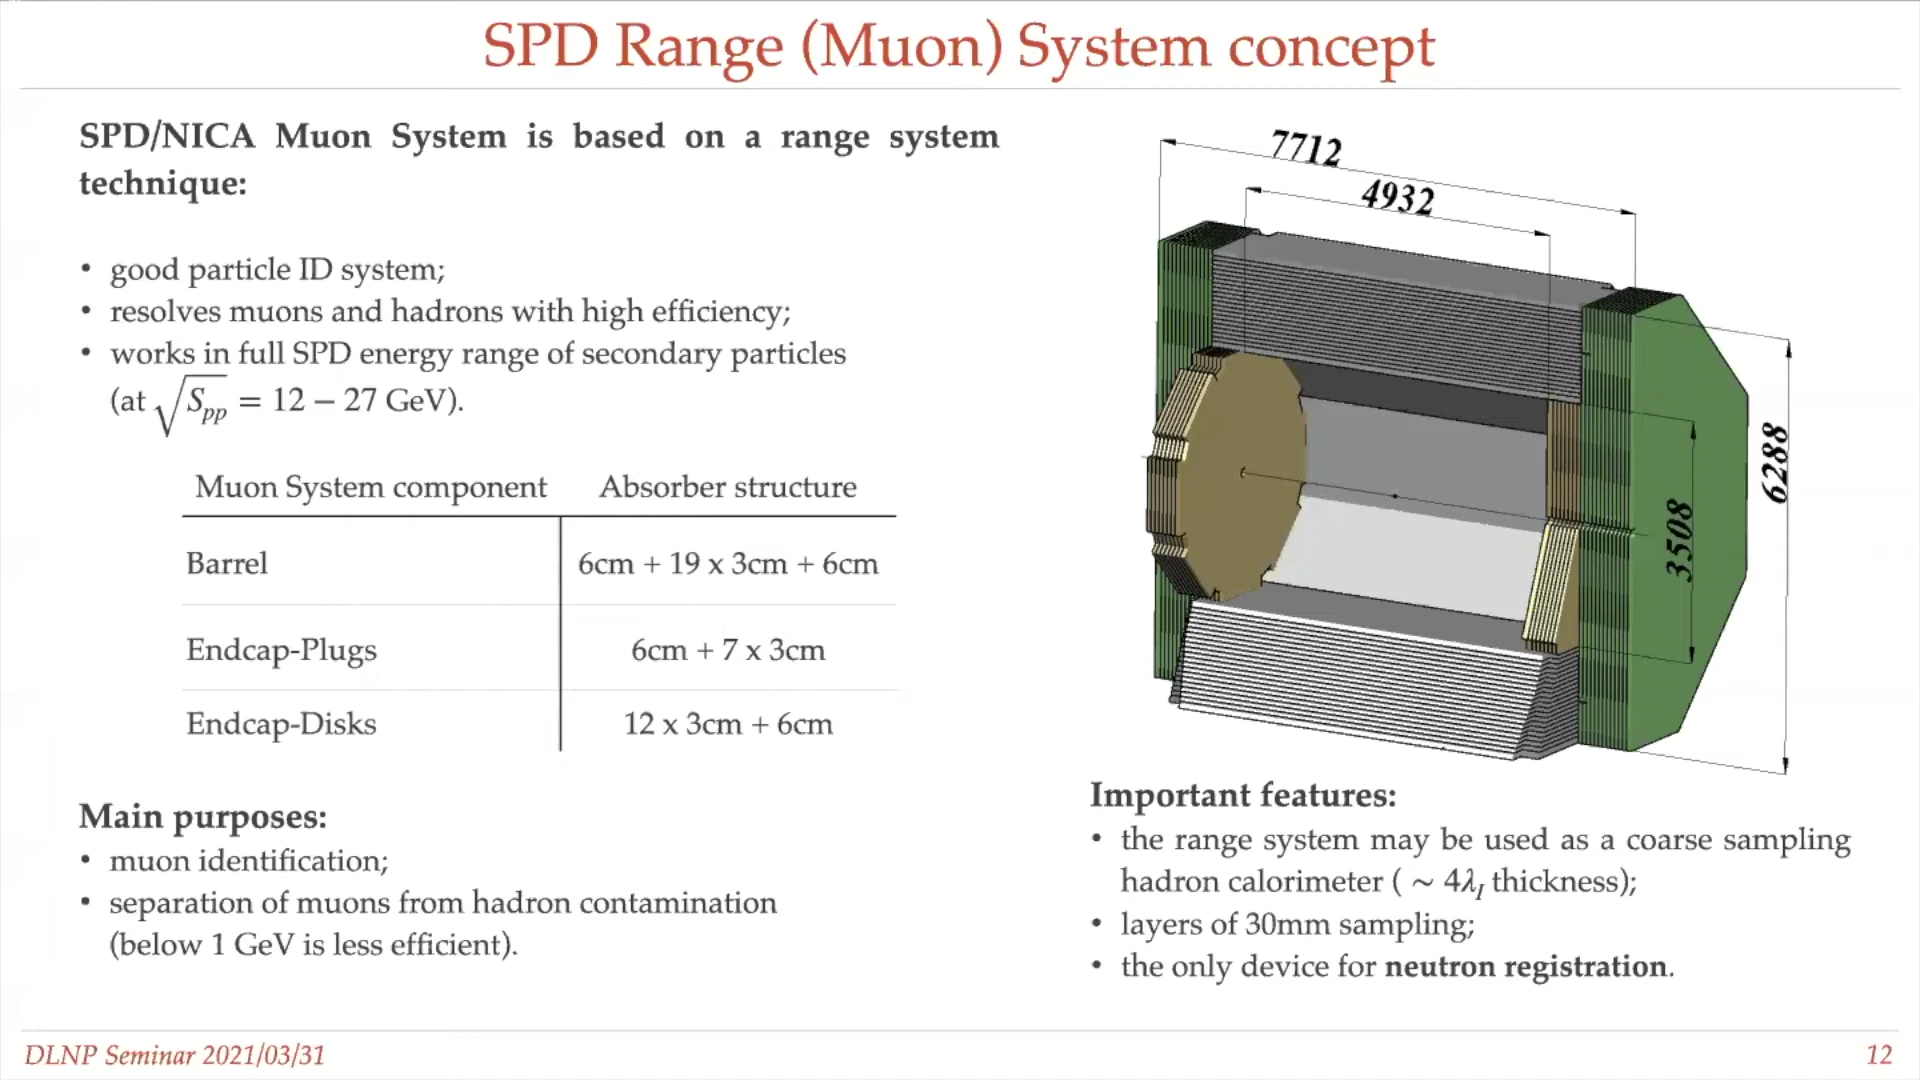 SPD Range (Muon) System concept
SPD/NICA Muon System is based on a range system
technique:
• good particle ID system;
• resolves muons and hadrons with high efficiency;
• works in full SPD energy range of secondary particles
(at √S_pp = 12 – 27 GeV).
Muon System component Absorber structure
Barrel 6cm + 19 x 3cm + 6cm
Endcap-Plugs 6cm + 7 x 3cm
Endcap-Disks 12 x 3cm + 6cm
Main purposes:
• muon identification;
• separation of muons from hadron contamination
(below 1 GeV is less efficient).
7712
4932
6288
3508
Important features:
• the range system may be used as a coarse sampling
hadron calorimeter ( ~ 4λ_I thickness);
• layers of 30mm sampling;
• the only device for neutron registration.
DLNP Seminar 2021/03/31
12